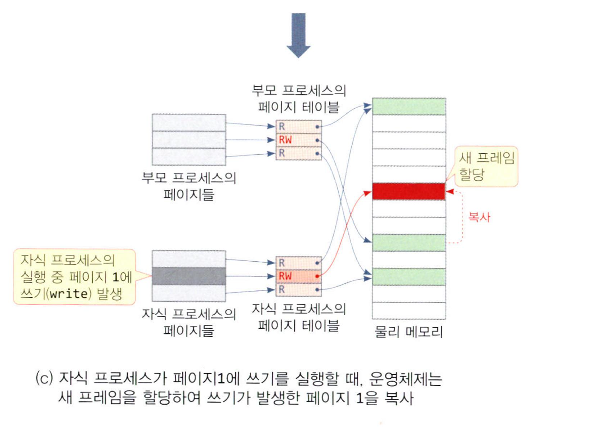 부모 프로세스의
페이지 테이블
R
RW
R
부모 프로세스의
페이지들
새 프레임
할당
복사
자식 프로세스의
실행 중 페이지 1에
쓰기(write) 발생
R
RW
R
자식 프로세스의
페이지들
자식 프로세스의
페이지 테이블
물리 메모리
(c) 자식 프로세스가 페이지1에 쓰기를 실행할 때, 운영체제는
새 프레임을 할당하여 쓰기가 발생한 페이지 1을 복사